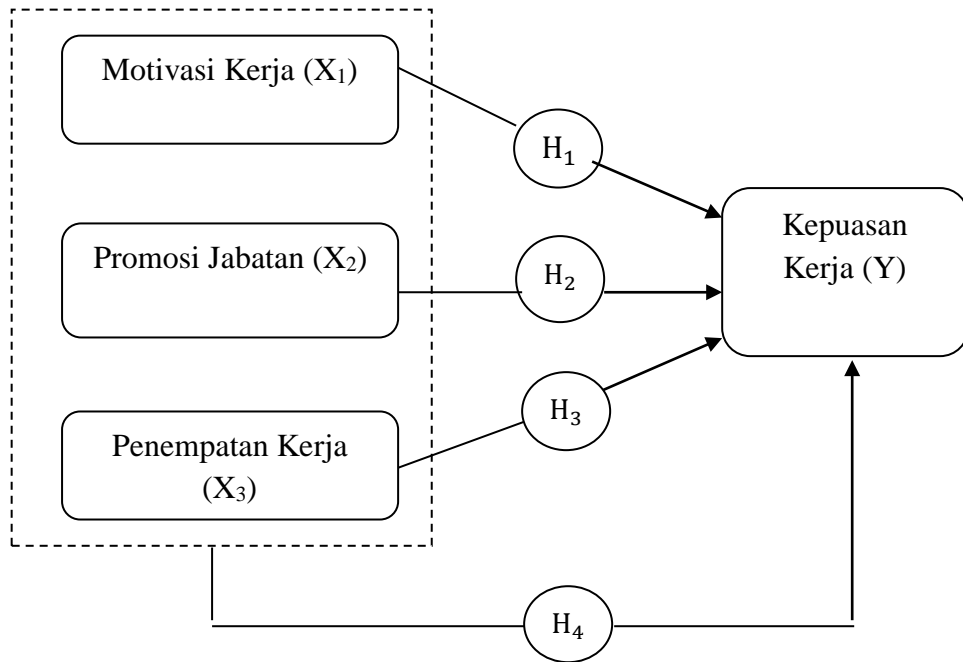 Motivasi Kerja (X₁)
H₁
Promosi Jabatan (X₂)
H₂
Kepuasan
Kerja (Y)
Penempatan Kerja
(X₃)
H₃
H₄